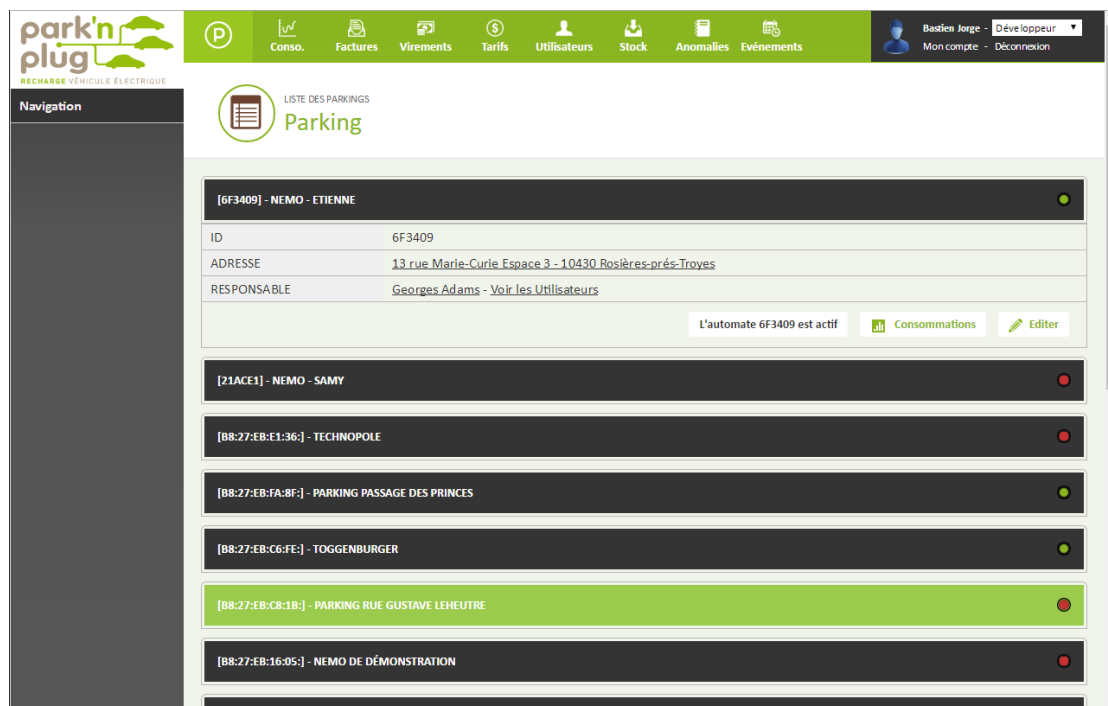 park'n plug
RECHARGE VÉHICULE ÉLECTRIQUE
P
Conso.
Factures
Virements
Tarifs
Utilisateurs
Stock
Anomalies
Evénements
Bastien Jorge - Développeur
Mon compte - Déconnexion
Navigation
LISTE DES PARKINGS
Parking
[6F3409] - NEMO - ETIENNE
ID 6F3409
ADRESSE 13 rue Marie-Curie Espace 3 - 10430 Rosières-prés-Troyes
RESPONSABLE Georges Adams - Voir les Utilisateurs
L'automate 6F3409 est actif Consommations Editer
[21ACE1] - NEMO - SAMY
[B8:27:EB:E1:36:] - TECHNOPOLE
[B8:27:EB:FA:8F:] - PARKING PASSAGE DES PRINCES
[B8:27:EB:C6:FE:] - TOGGENBURGER
[B8:27:EB:C8:1B:] - PARKING RUE GUSTAVE LEHEUTRE
[B8:27:EB:16:05:] - NEMO DE DÉMONSTRATION